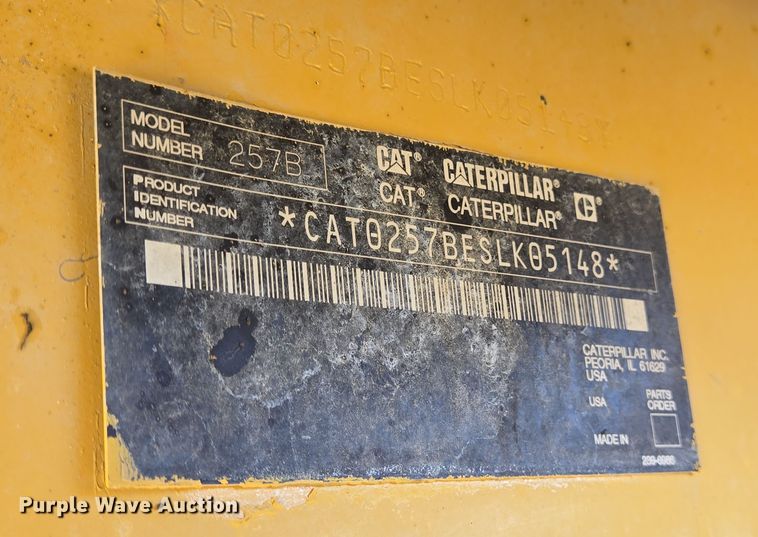 *CAT0257BESLK05148*
MODEL
NUMBER 257B
CAT® CATERPILLAR®
CAT® CATERPILLAR® C
PRODUCT
IDENTIFICATION
NUMBER
*CAT0257BESLK05148*
CATERPILLAR INC.
PEORIA, IL 61629
USA
USA
PARTS
ORDER
MADE IN
Purple Wave Auction